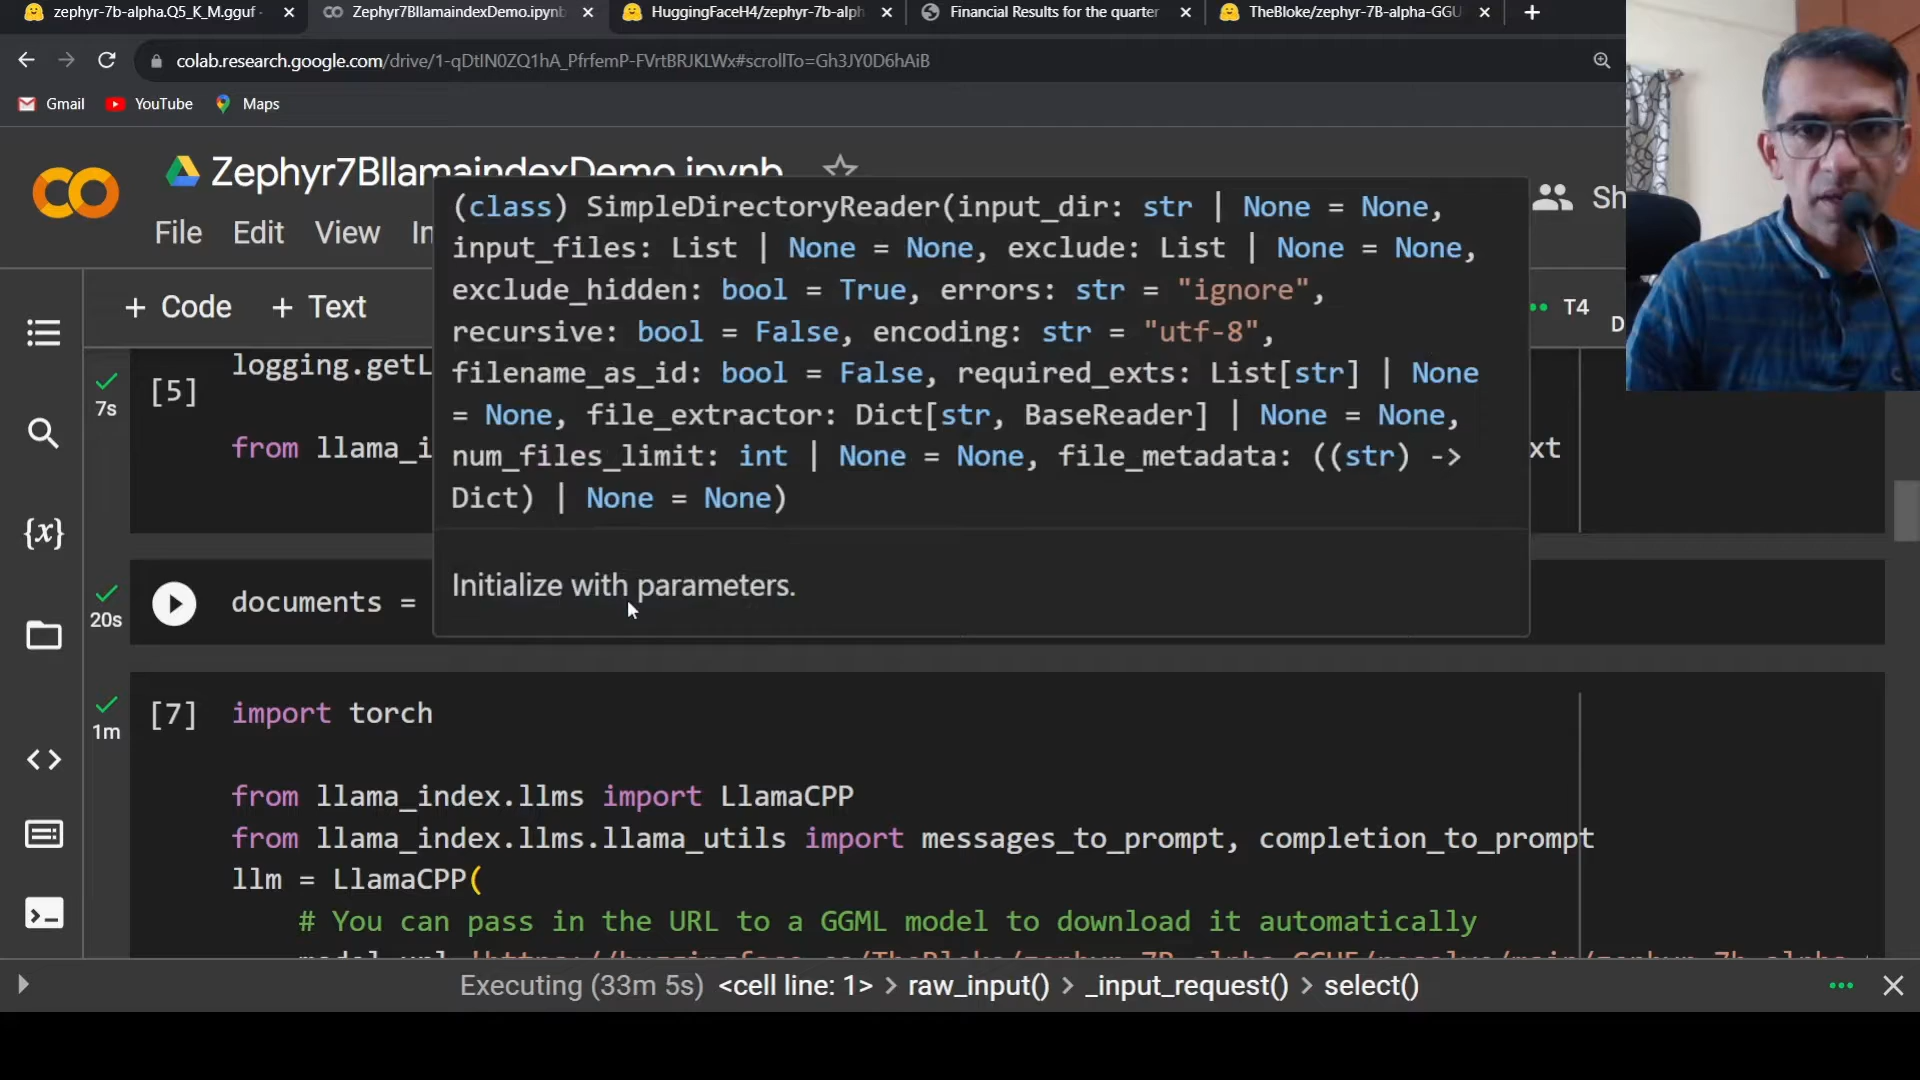 zephyr-7b-alpha.Q5_K_M.gguf
Zephyr7BllamaindexDemo.ipynb
HuggingFaceH4/zephyr-7b-alph
Financial Results for the quarter
TheBloke/zephyr-7B-alpha-GGU
colab.research.google.com/drive/1-qDtIN0ZQ1hA_PfrfemP-FVrtBRJKLWx#scrollTo=Gh3JY0D6hAiB
Gmail
YouTube
Maps
Zephyr7BllamaindexDemo.ipynb
File Edit View In
Sh
(class) SimpleDirectoryReader(input_dir: str | None = None,
input_files: List | None = None, exclude: List | None = None,
exclude_hidden: bool = True, errors: str = "ignore",
recursive: bool = False, encoding: str = "utf-8",
filename_as_id: bool = False, required_exts: List[str] | None
= None, file_extractor: Dict[str, BaseReader] | None = None,
num_files_limit: int | None = None, file_metadata: ((str) ->
Dict) | None = None)
Initialize with parameters.
+ Code + Text
T4
D
7s
[5]
logging.getL
from llama_i
xt
20s
documents =
1m
[7]
import torch
from llama_index.llms import LlamaCPP
from llama_index.llms.llama_utils import messages_to_prompt, completion_to_prompt
llm = LlamaCPP(
# You can pass in the URL to a GGML model to download it automatically
Executing (33m 5s) <cell line: 1> > raw_input() > _input_request() > select()